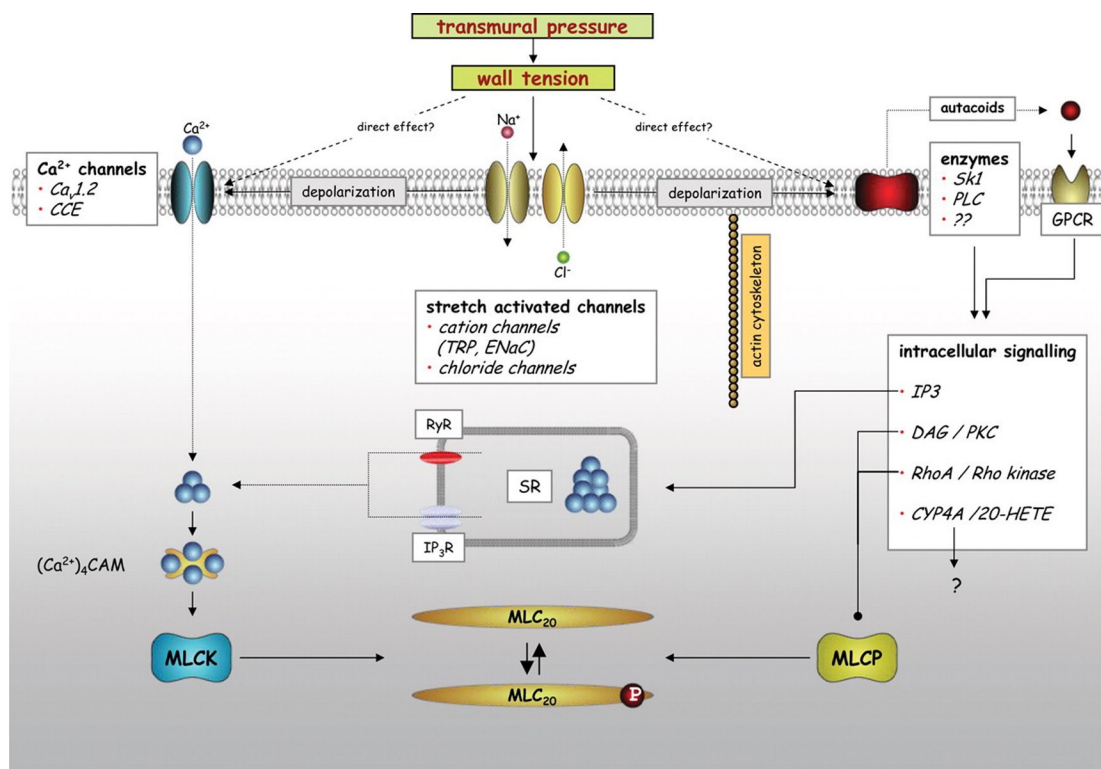 transmural pressure
wall tension
Ca²⁺
direct effect?
Na⁺
direct effect?
autacoids
Ca²⁺ channels
• Caᵥ1.2
• CCE
depolarization
depolarization
enzymes
• Sk1
• PLC
• ??
GPCR
Cl⁻
stretch activated channels
• cation channels
(TRP, ENaC)
• chloride channels
actin cytoskeleton
intracellular signalling
• IP3
• DAG / PKC
• RhoA / Rho kinase
• CYP4A /20-HETE
?
RyR
SR
IP₃R
(Ca²⁺)₄CAM
MLCK
MLC₂₀
MLC₂₀
P
MLCP